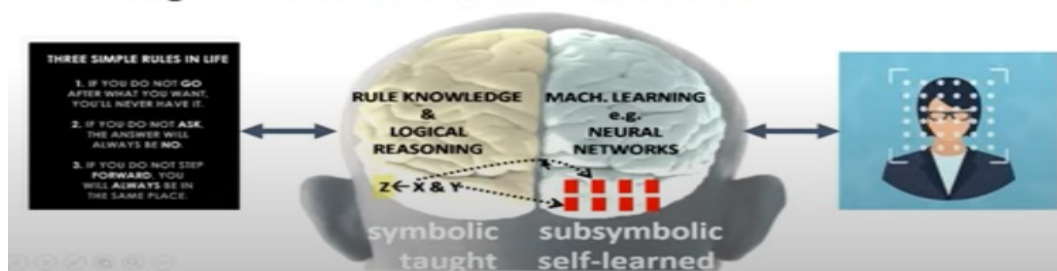 THREE SIMPLE RULES IN LIFE
1. IF YOU DO NOT GO
AFTER WHAT YOU WANT,
YOU'LL NEVER HAVE IT.
2. IF YOU DO NOT ASK,
THE ANSWER WILL
ALWAYS BE NO.
3. IF YOU DO NOT STEP
FORWARD, YOU
WILL ALWAYS BE IN
THE SAME PLACE.
RULE KNOWLEDGE
&
LOGICAL
REASONING
Z←X & Y
symbolic
taught
MACH. LEARNING
e.g.
NEURAL
NETWORKS
subsymbolic
self-learned